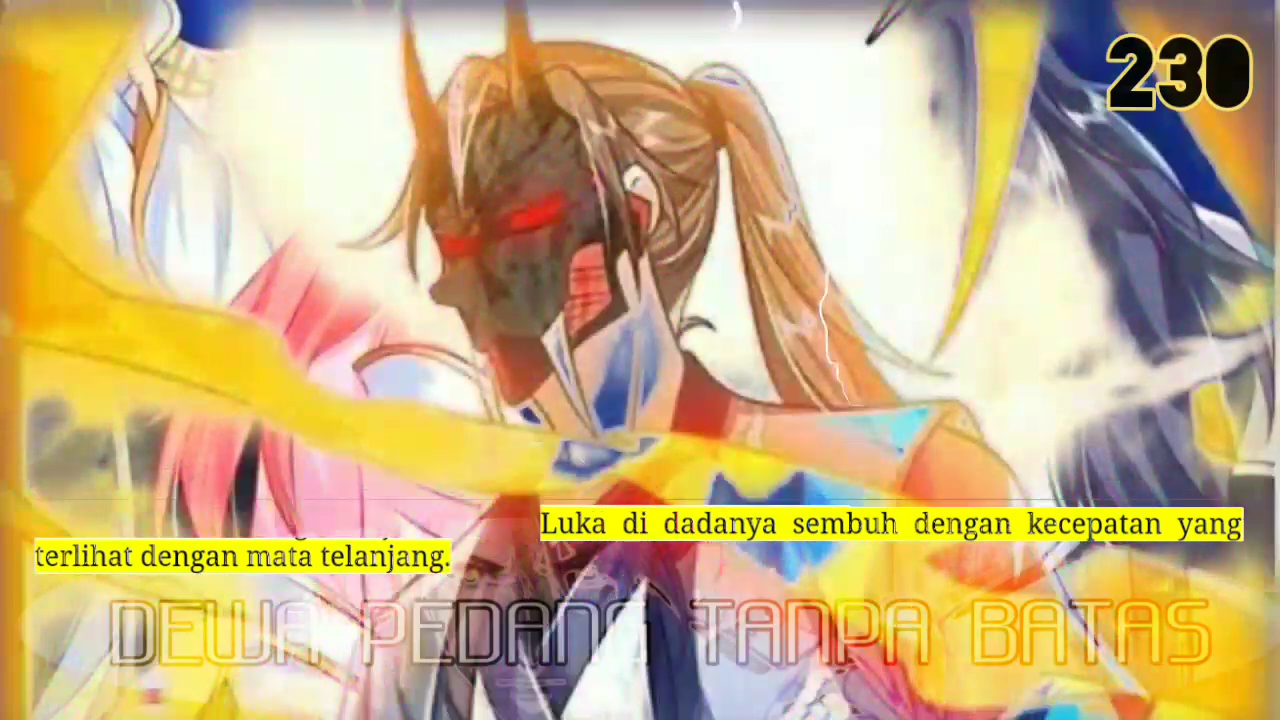 230
Luka di dadanya sembuh dengan kecepatan yang
terlihat dengan mata telanjang.
DEWA PEDANG TANPA BATAS